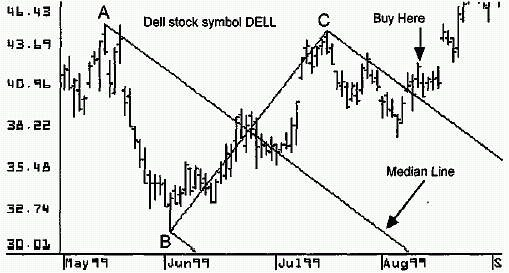 46.43
A
Dell stock symbol DELL
C
Buy Here
43.69
40.96
38.22
35.48
Median Line
32.74
B
30.01
May99
Jun99
Jul99
Aug99
S